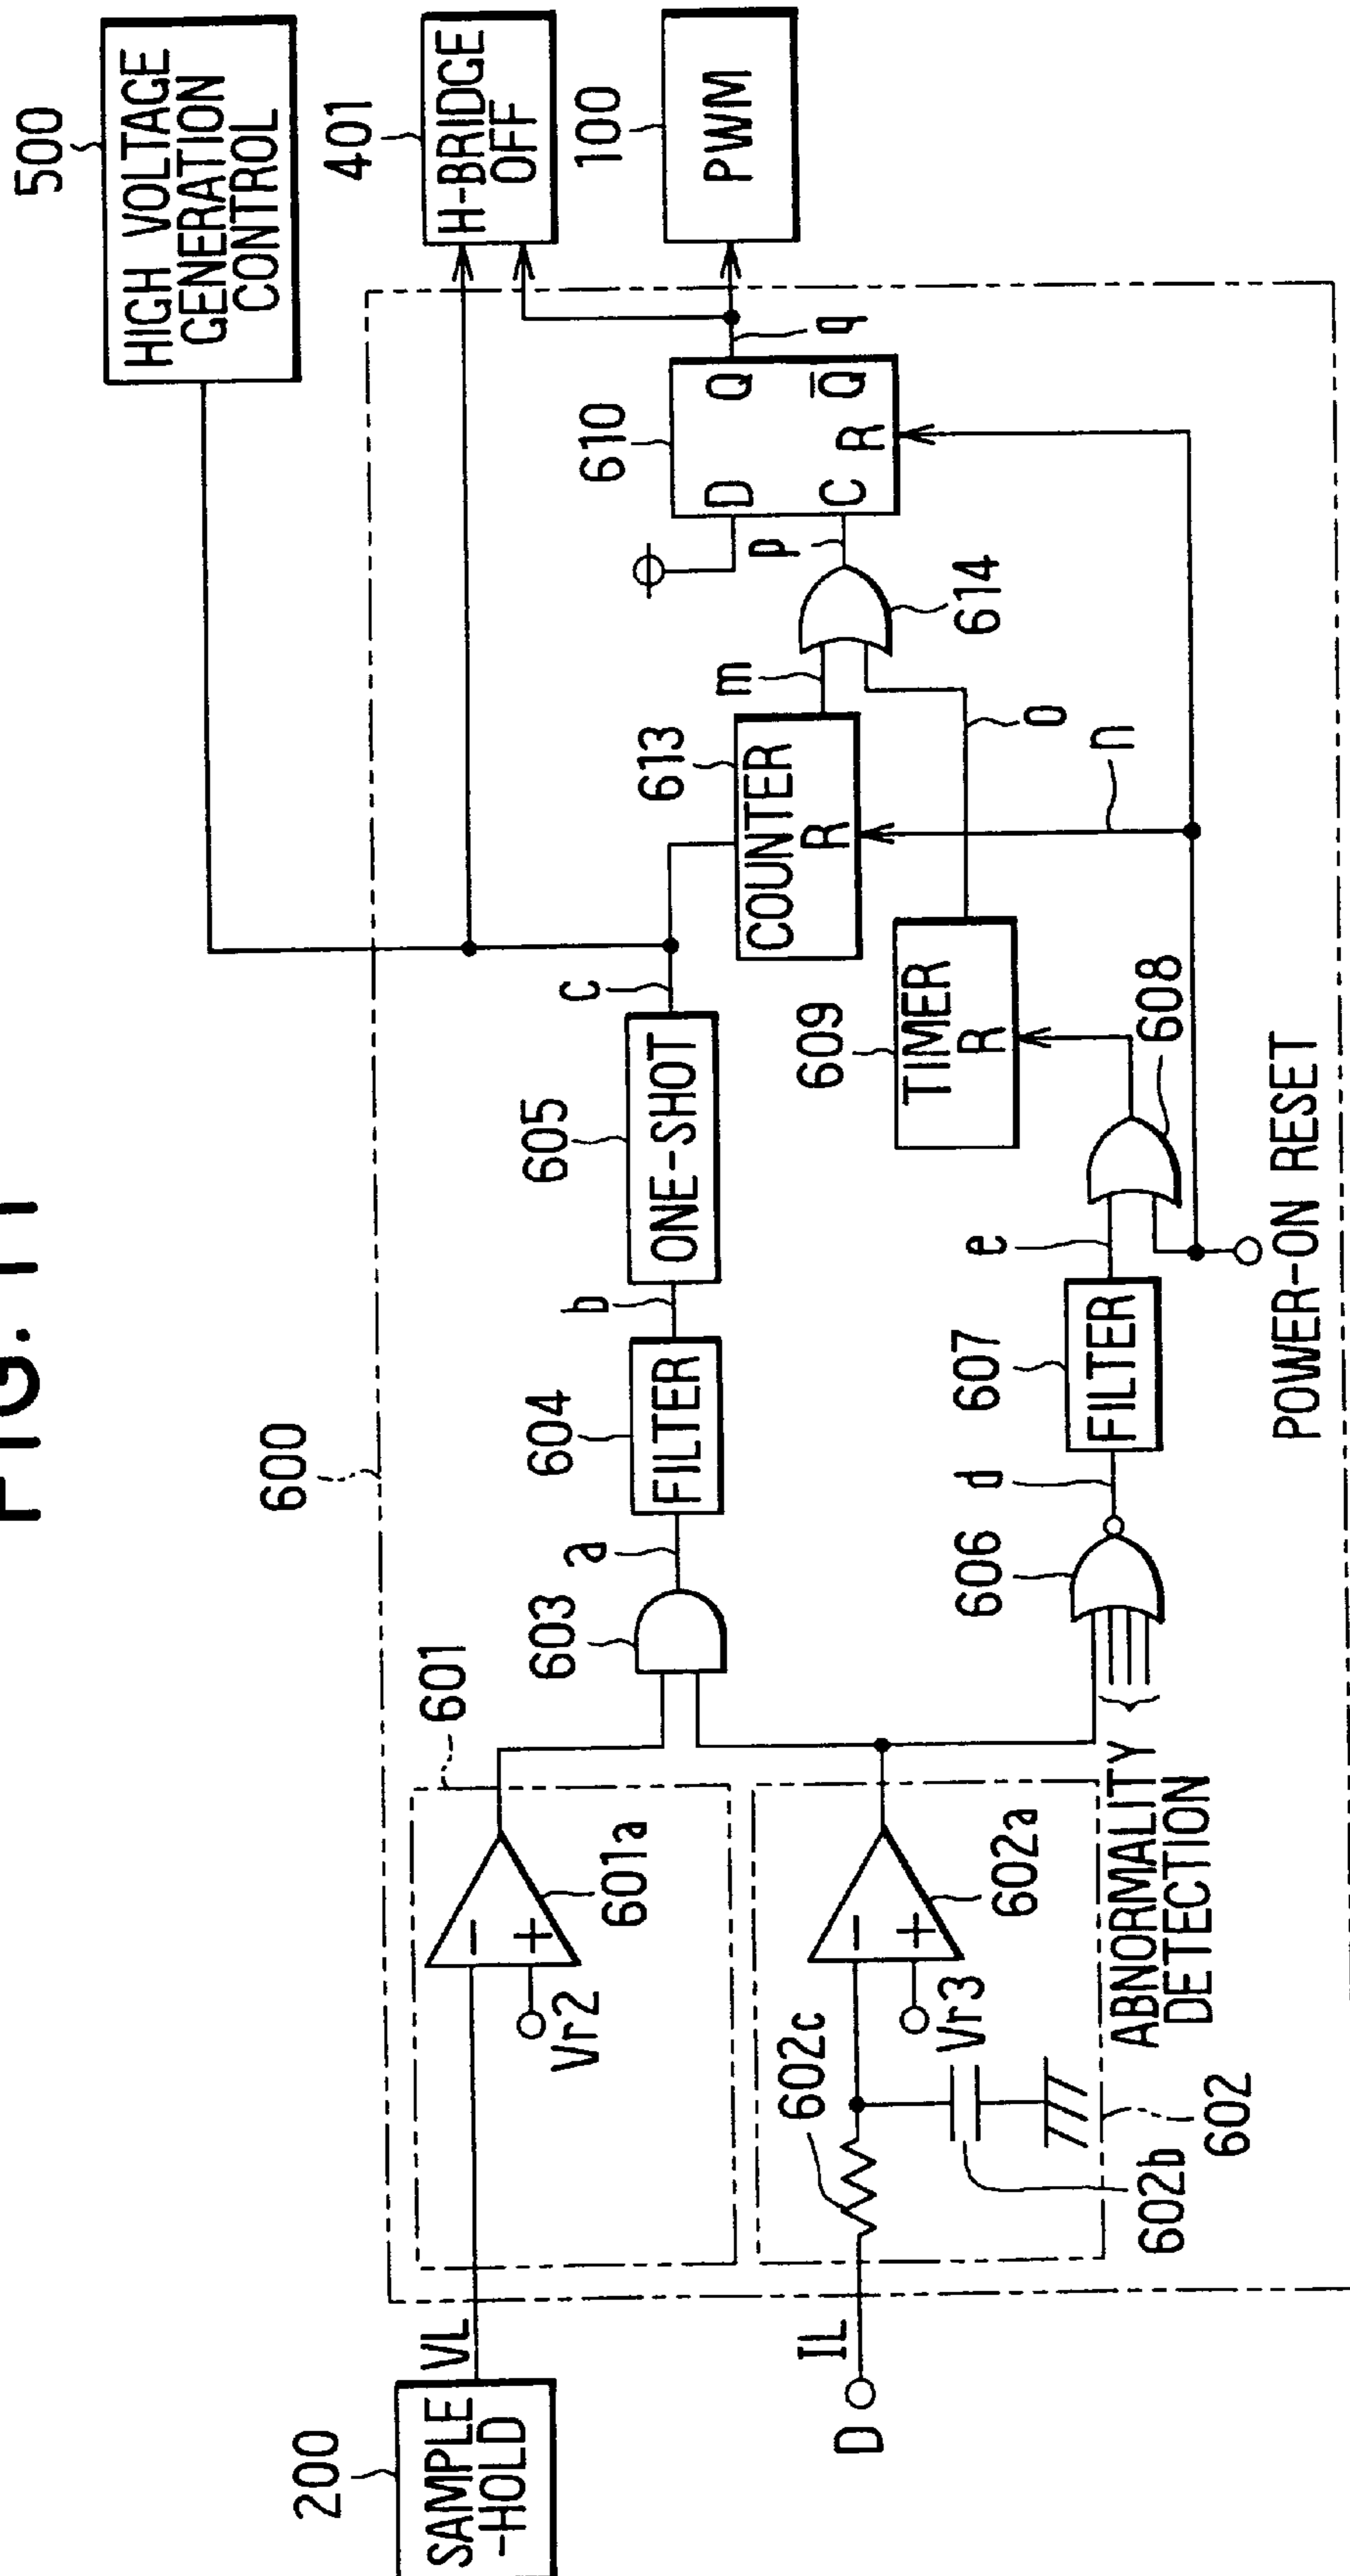 FIG. 11
500
HIGH VOLTAGE
GENERATION
CONTROL
401
H-BRIDGE
OFF
100
PWM
600
200
SAMPLE
-HOLD
VL
601
601a
Vr2
603
a
604
FILTER
b
605
ONE-SHOT
c
613
COUNTER
R
m
614
p
610
D
Q
C
Q̅
R
q
D
IL
602c
602a
Vr3
602b
602
ABNORMALITY
DETECTION
606
d
607
FILTER
e
608
609
TIMER
R
o
n
POWER-ON RESET